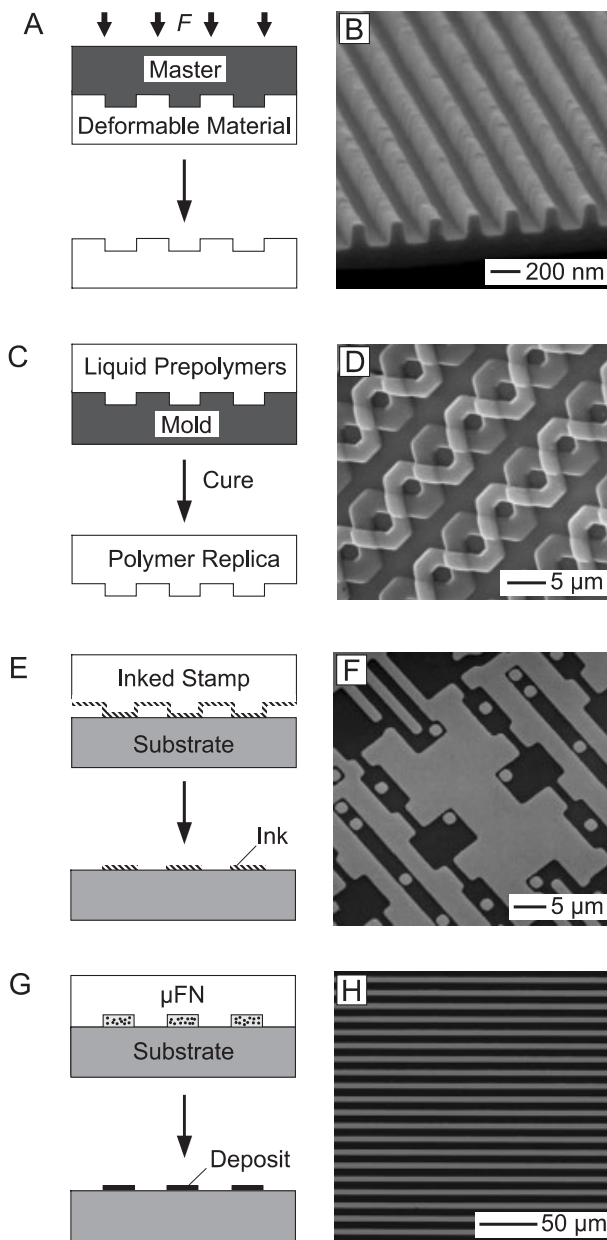 A
F
Master
Deformable Material
B
200 nm
C
Liquid Prepolymers
Mold
Cure
Polymer Replica
D
5 µm
E
Inked Stamp
Substrate
Ink
F
5 µm
G
µFN
Substrate
Deposit
H
50 µm